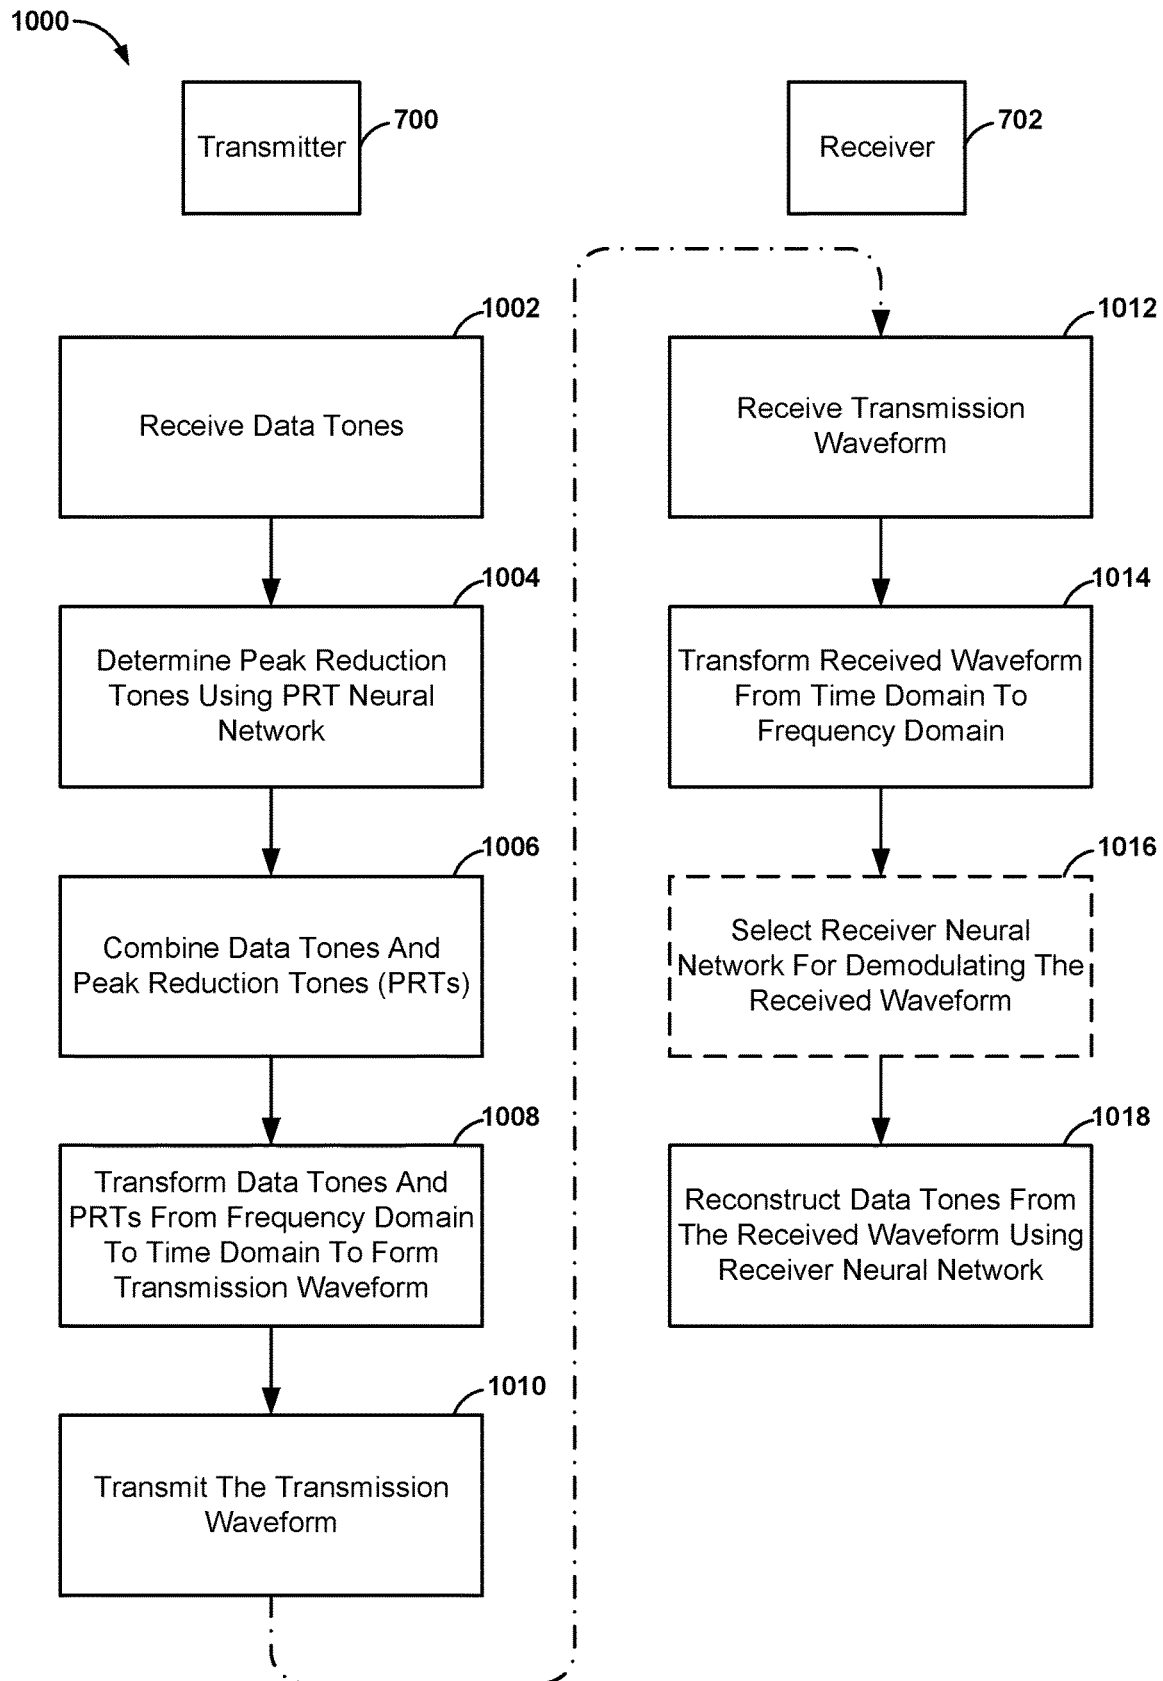 1000
Transmitter
700
Receiver
702
1002
Receive Data Tones
1004
Determine Peak Reduction
Tones Using PRT Neural
Network
1006
Combine Data Tones And
Peak Reduction Tones (PRTs)
1008
Transform Data Tones And
PRTs From Frequency Domain
To Time Domain To Form
Transmission Waveform
1010
Transmit The Transmission
Waveform
1012
Receive Transmission
Waveform
1014
Transform Received Waveform
From Time Domain To
Frequency Domain
1016
Select Receiver Neural
Network For Demodulating The
Received Waveform
1018
Reconstruct Data Tones From
The Received Waveform Using
Receiver Neural Network